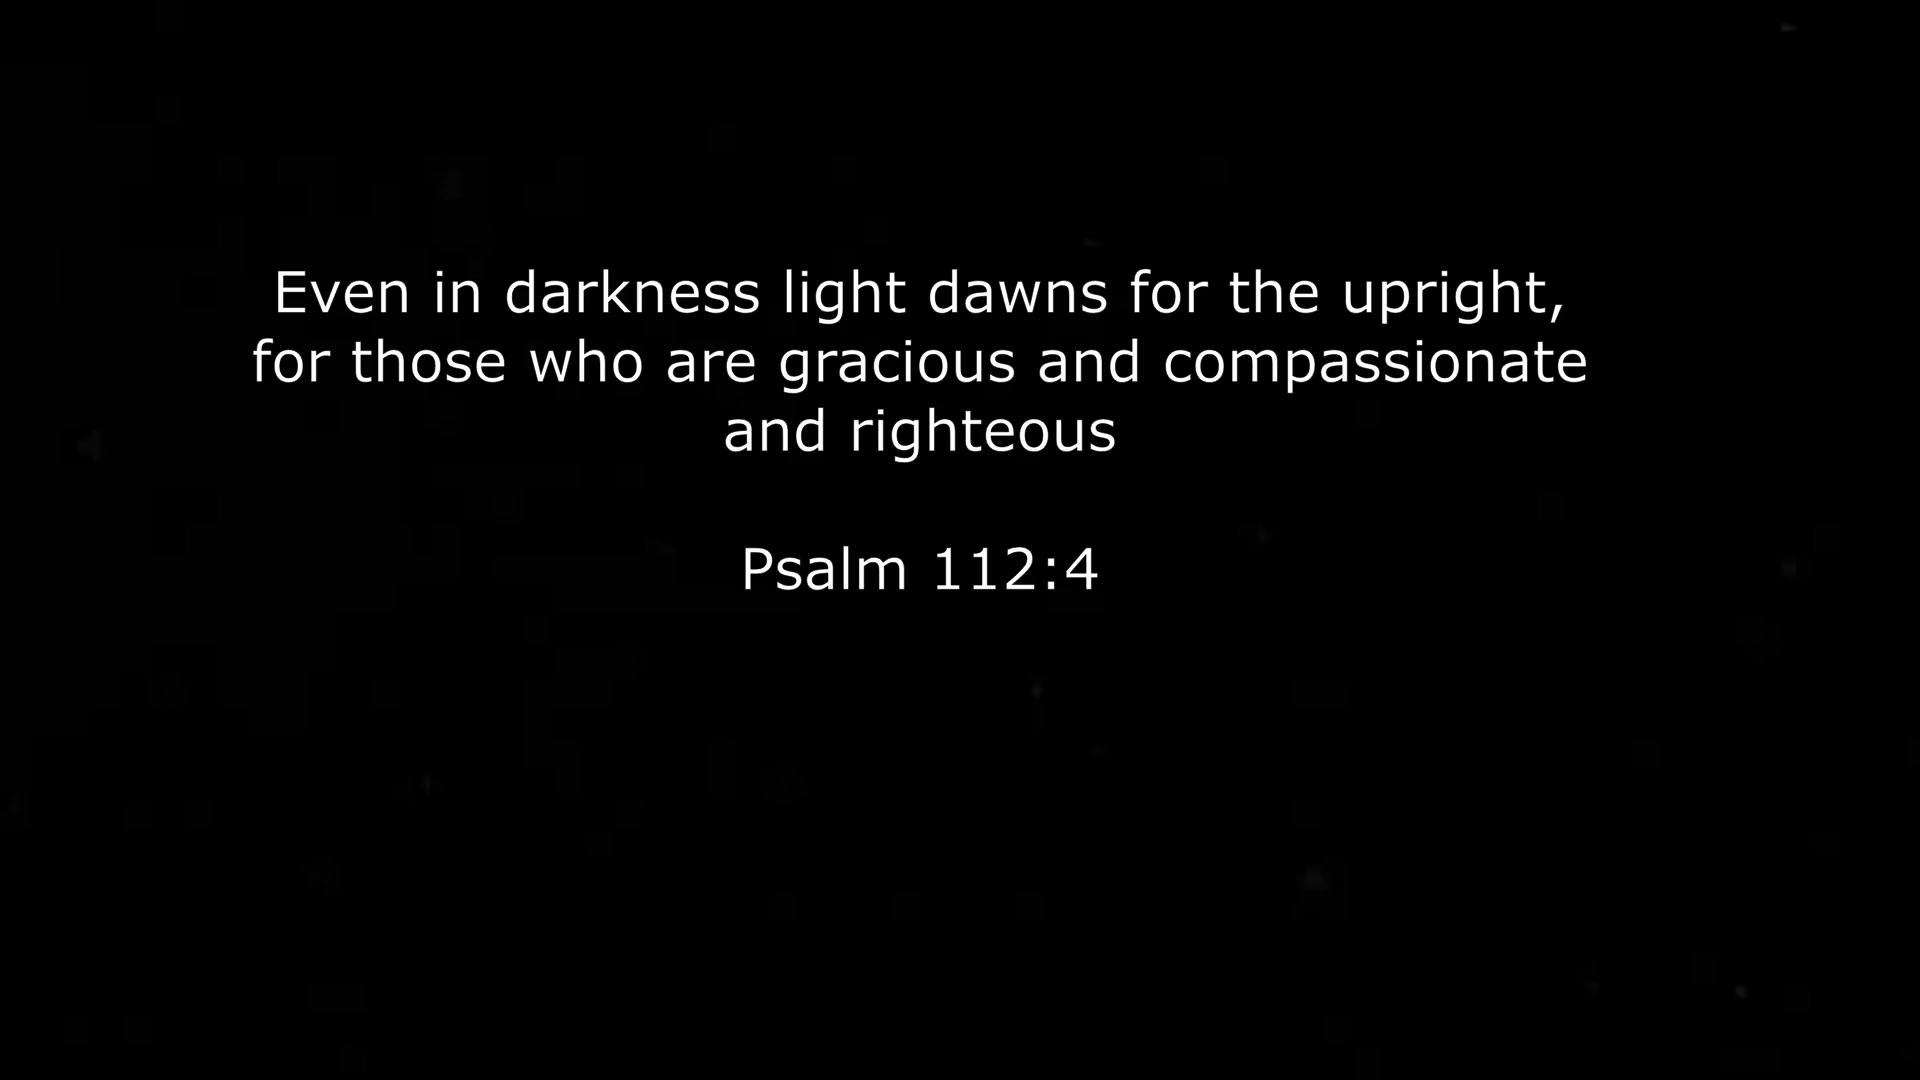 Even in darkness light dawns for the upright,
for those who are gracious and compassionate
and righteous
Psalm 112:4